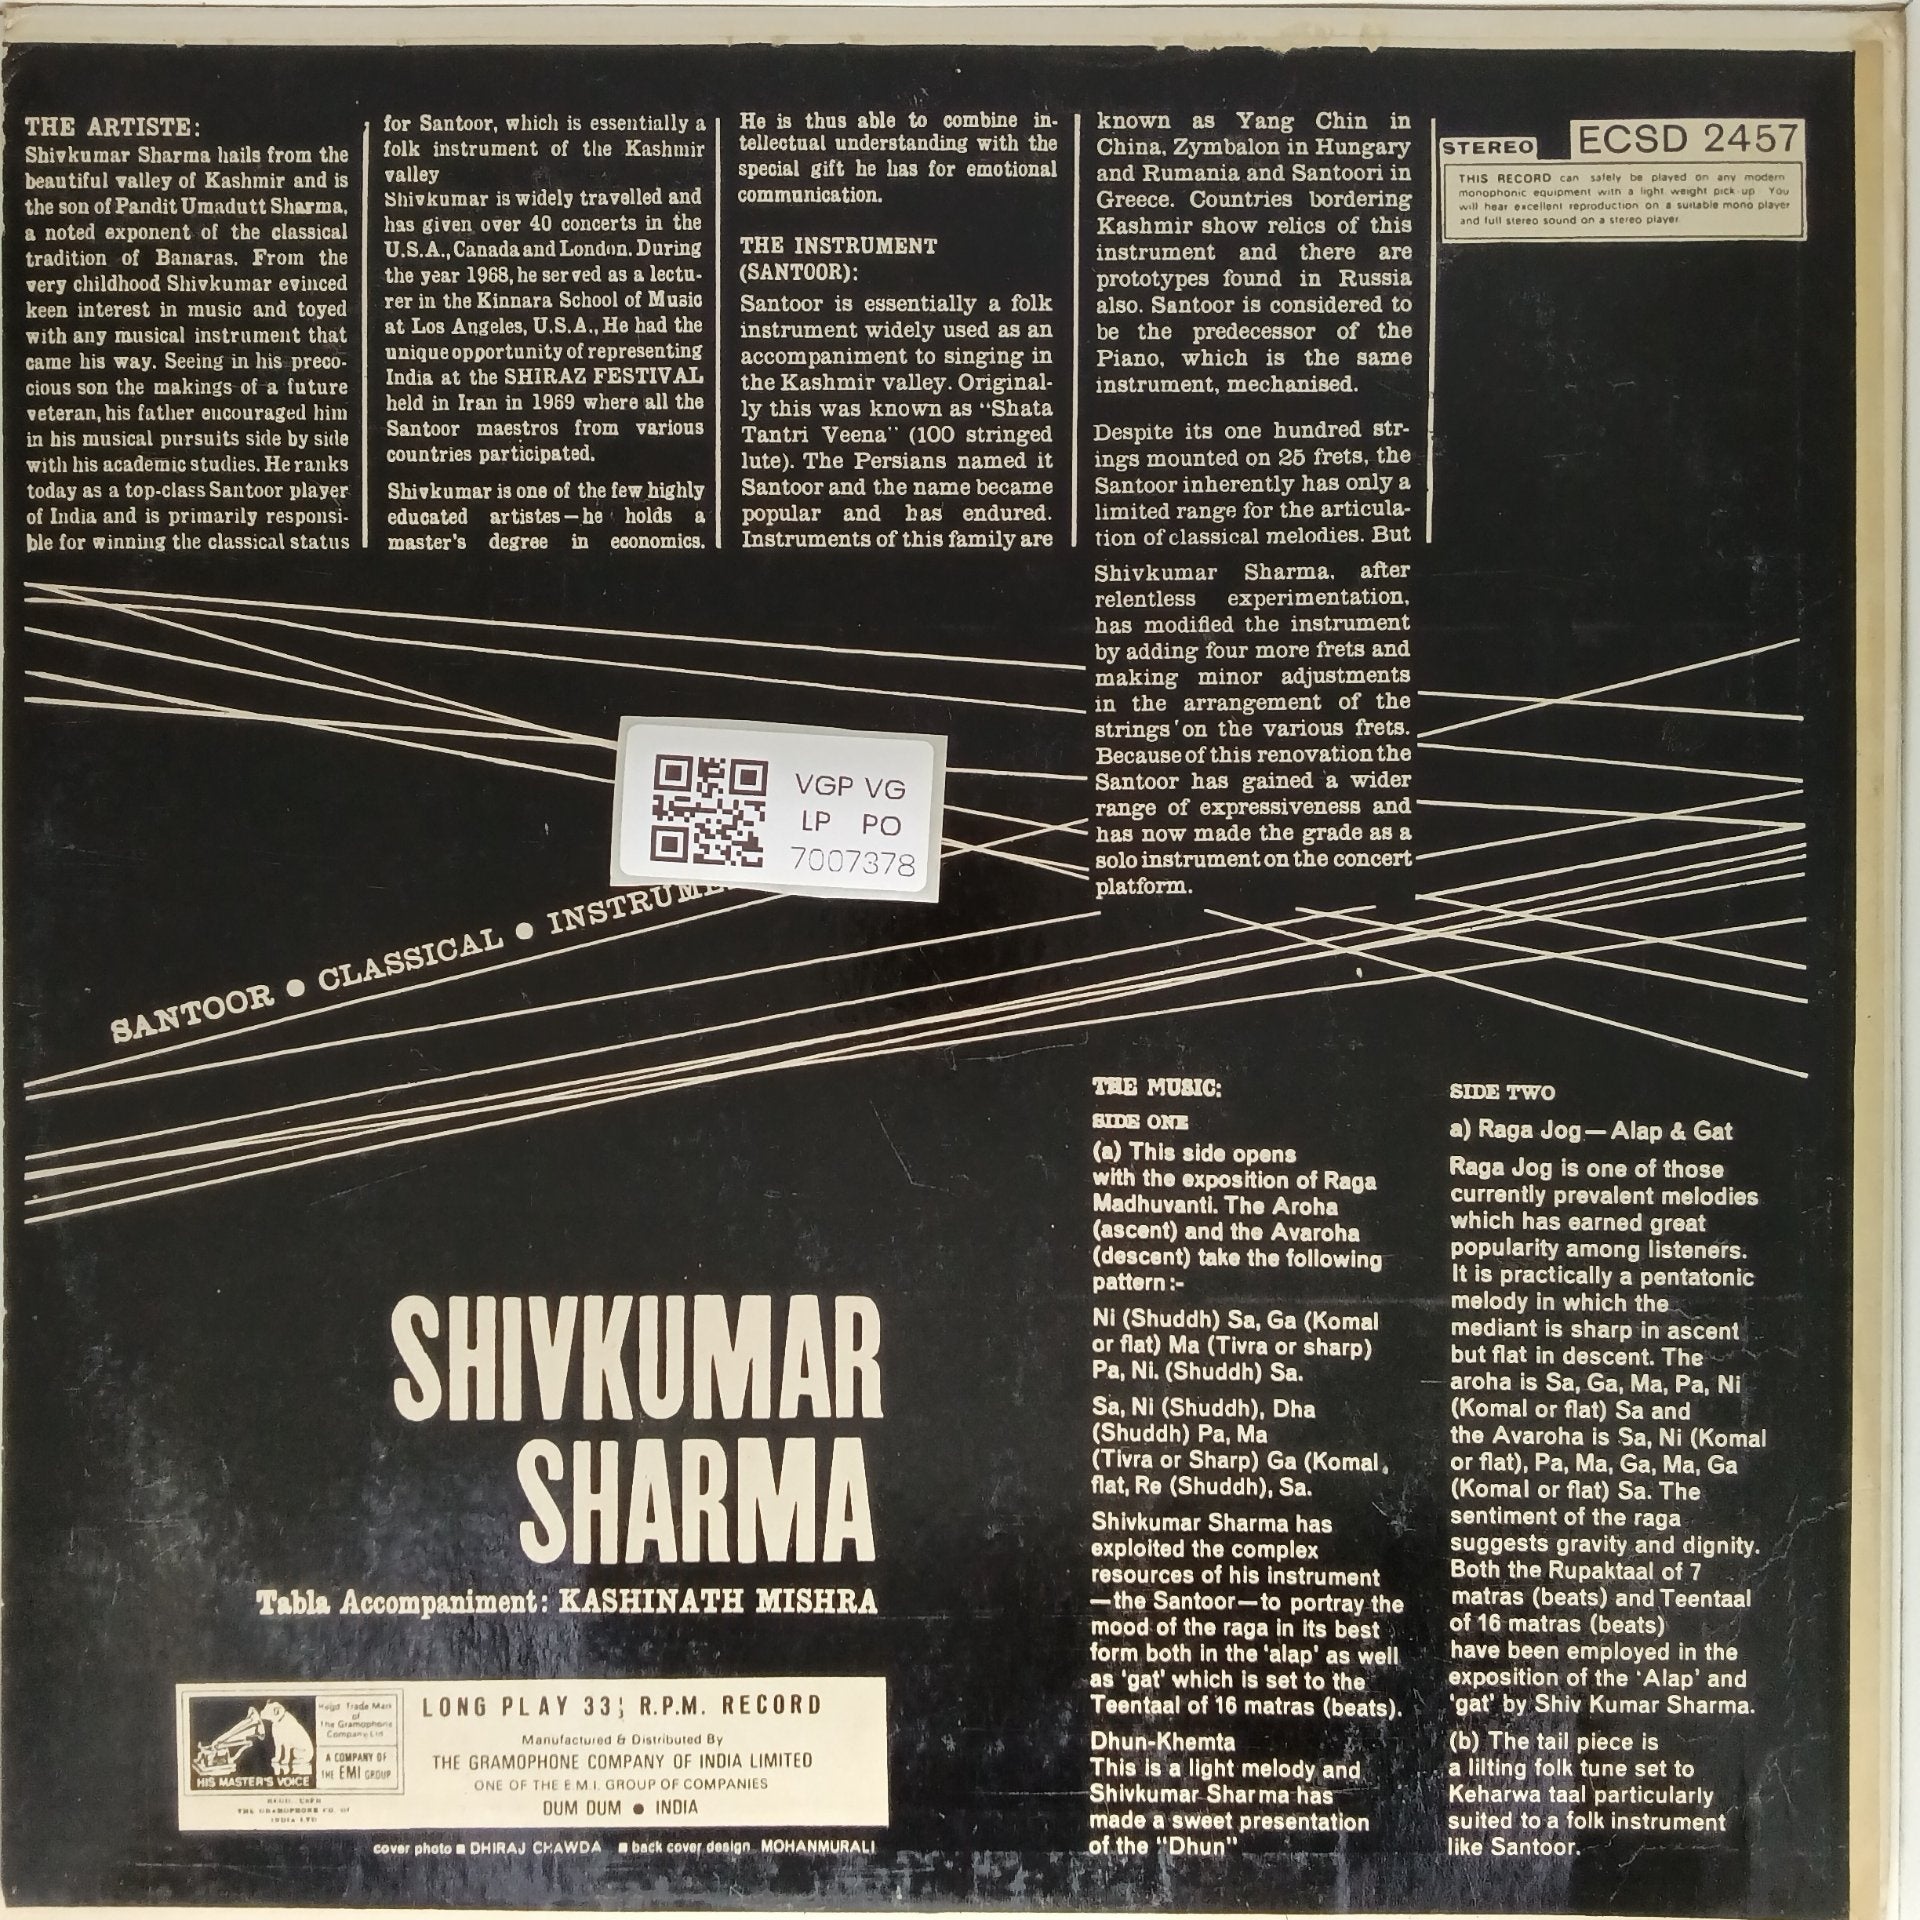 THE ARTISTE:
Shivkumar Sharma hails from the
beautiful valley of Kashmir and is
the son of Pandit Umadutt Sharma,
a noted exponent of the classical
tradition of Banaras. From the
very childhood Shivkumar evinced
keen interest in music and toyed
with any musical instrument that
came his way. Seeing in his preco-
cious son the makings of a future
veteran, his father encouraged him
in his musical pursuits side by side
with his academic studies. He ranks
today as a top-class Santoor player
of India and is primarily responsi-
ble for winning the classical status
for Santoor, which is essentially a
folk instrument of the Kashmir
valley
Shivkumar is widely travelled and
has given over 40 concerts in the
U.S.A., Canada and London. During
the year 1968, he served as a lectu-
rer in the Kinnara School of Music
at Los Angeles, U.S.A., He had the
unique opportunity of representing
India at the SHIRAZ FESTIVAL
held in Iran in 1969 where all the
Santoor maestros from various
countries participated.
Shivkumar is one of the few highly
educated artistes—he holds a
master's degree in economics.
He is thus able to combine in-
tellectual understanding with the
special gift he has for emotional
communication.
THE INSTRUMENT
(SANTOOR):
Santoor is essentially a folk
instrument widely used as an
accompaniment to singing in
the Kashmir valley. Original-
ly this was known as "Shata
Tantri Veena" (100 stringed
lute). The Persians named it
Santoor and the name became
popular and has endured.
Instruments of this family are
known as Yang Chin in
China, Zymbalon in Hungary
and Rumania and Santoori in
Greece. Countries bordering
Kashmir show relics of this
instrument and there are
prototypes found in Russia
also. Santoor is considered to
be the predecessor of the
Piano, which is the same
instrument, mechanised.
Despite its one hundred str-
ings mounted on 25 frets, the
Santoor inherently has only a
limited range for the articula-
tion of classical melodies. But
Shivkumar Sharma, after
relentless experimentation,
has modified the instrument
by adding four more frets and
making minor adjustments
in the arrangement of the
strings on the various frets.
Because of this renovation the
Santoor has gained a wider
range of expressiveness and
has now made the grade as a
solo instrument on the concert
platform.
STEREO ECSD 2457
THIS RECORD can safely be played on any modern
monophonic equipment with a light weight pick-up. You
will hear excellent reproduction on a suitable mono player
and full stereo sound on a stereo player.
VGP VG
LP PO
7007378
SANTOOR ● CLASSICAL ● INSTRUME
THE MUSIC:
SIDE ONE
(a) This side opens
with the exposition of Raga
Madhuvanti. The Aroha
(ascent) and the Avaroha
(descent) take the following
pattern:-
Ni (Shuddh) Sa, Ga (Komal
or flat) Ma (Tivra or sharp)
Pa, Ni. (Shuddh) Sa.
Sa, Ni (Shuddh), Dha
(Shuddh) Pa, Ma
(Tivra or Sharp) Ga (Komal,
flat, Re (Shuddh), Sa.
Shivkumar Sharma has
exploited the complex
resources of his instrument
—the Santoor—to portray the
mood of the raga in its best
form both in the 'alap' as well
as 'gat' which is set to the
Teentaal of 16 matras (beats).
Dhun-Khemta
This is a light melody and
Shivkumar Sharma has
made a sweet presentation
of the "Dhun"
SIDE TWO
a) Raga Jog—Alap & Gat
Raga Jog is one of those
currently prevalent melodies
which has earned great
popularity among listeners.
It is practically a pentatonic
melody in which the
mediant is sharp in ascent
but flat in descent. The
aroha is Sa, Ga, Ma, Pa, Ni
(Komal or flat) Sa and
the Avaroha is Sa, Ni (Komal
or flat), Pa, Ma, Ga, Ma, Ga
(Komal or flat) Sa. The
sentiment of the raga
suggests gravity and dignity.
Both the Rupaktaal of 7
matras (beats) and Teentaal
of 16 matras (beats)
have been employed in the
exposition of the 'Alap' and
'gat' by Shiv Kumar Sharma.
(b) The tail piece is
a lilting folk tune set to
Keharwa taal particularly
suited to a folk instrument
like Santoor.
SHIVKUMAR
SHARMA
Tabla Accompaniment: KASHINATH MISHRA
HIS MASTER'S VOICE
Regd. Trade Mark
of
The Gramophone
Company Ltd
A COMPANY OF
THE EMI GROUP
REGD. USER
THE GRAMOPHONE CO. OF
INDIA LTD
LONG PLAY 33⅓ R.P.M. RECORD
Manufactured & Distributed By
THE GRAMOPHONE COMPANY OF INDIA LIMITED
ONE OF THE E.M.I. GROUP OF COMPANIES
DUM DUM ● INDIA
cover photo ■ DHIRAJ CHAWDA ■ back cover design MOHANMURALI